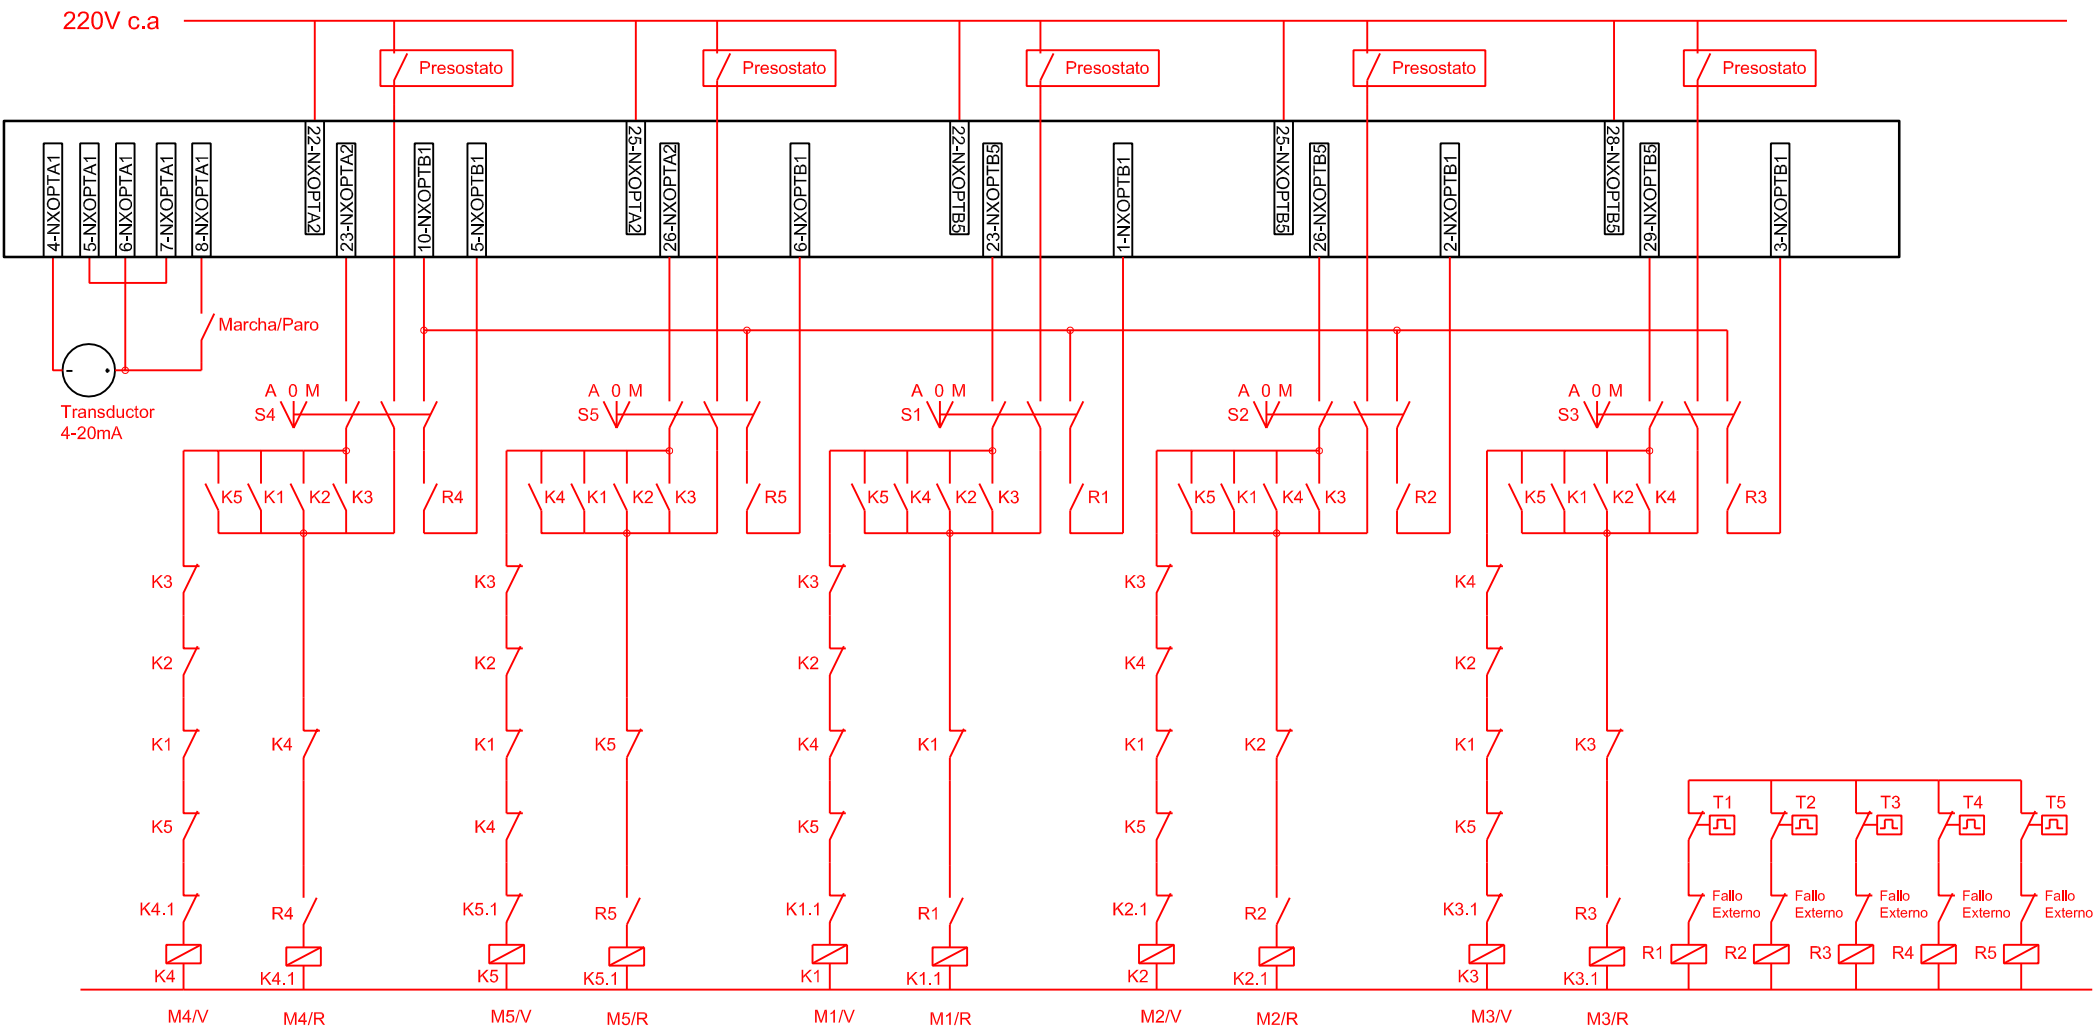 220V c.a
Presostato
Presostato
Presostato
Presostato
Presostato
4-NXOPTA1
5-NXOPTA1
6-NXOPTA1
7-NXOPTA1
8-NXOPTA1
22-NXOPTA2
23-NXOPTA2
10-NXOPTB1
5-NXOPTB1
25-NXOPTA2
26-NXOPTA2
6-NXOPTB1
22-NXOPTB5
23-NXOPTB5
1-NXOPTB1
25-NXOPTB5
26-NXOPTB5
2-NXOPTB1
28-NXOPTB5
29-NXOPTB5
3-NXOPTB1
Marcha/Paro
Transductor
4-20mA
A 0 M
S4
A 0 M
S5
A 0 M
S1
A 0 M
S2
A 0 M
S3
K5 K1 K2 K3 R4
K4 K1 K2 K3 R5
K5 K4 K2 K3 R1
K5 K1 K4 K3 R2
K5 K1 K2 K4 R3
K3 K3 K3 K3 K4
K2 K2 K2 K4 K2
K1 K4 K1 K5 K4 K1 K1 K2 K1 K3
K5 K4 K5 K5 K5
T1 T2 T3 T4 T5
K4.1 R4 K5.1 R5 K1.1 R1 K2.1 R2 K3.1 R3
Fallo
Externo
Fallo
Externo
Fallo
Externo
Fallo
Externo
Fallo
Externo
R1 R2 R3 R4 R5
K4 K4.1 K5 K5.1 K1 K1.1 K2 K2.1 K3 K3.1
M4/V M4/R M5/V M5/R M1/V M1/R M2/V M2/R M3/V M3/R